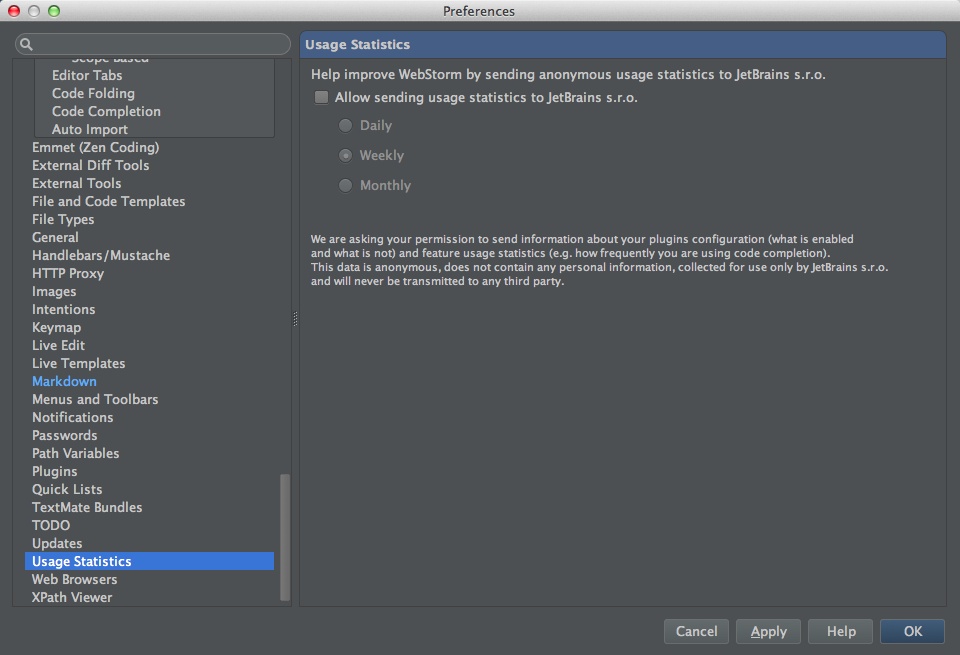 Preferences
Scope Based
Editor Tabs
Code Folding
Code Completion
Auto Import
Emmet (Zen Coding)
External Diff Tools
External Tools
File and Code Templates
File Types
General
Handlebars/Mustache
HTTP Proxy
Images
Intentions
Keymap
Live Edit
Live Templates
Markdown
Menus and Toolbars
Notifications
Passwords
Path Variables
Plugins
Quick Lists
TextMate Bundles
TODO
Updates
Usage Statistics
Web Browsers
XPath Viewer
Usage Statistics
Help improve WebStorm by sending anonymous usage statistics to JetBrains s.r.o.
Allow sending usage statistics to JetBrains s.r.o.
Daily
Weekly
Monthly
We are asking your permission to send information about your plugins configuration (what is enabled
and what is not) and feature usage statistics (e.g. how frequently you are using code completion).
This data is anonymous, does not contain any personal information, collected for use only by JetBrains s.r.o.
and will never be transmitted to any third party.
Cancel
Apply
Help
OK